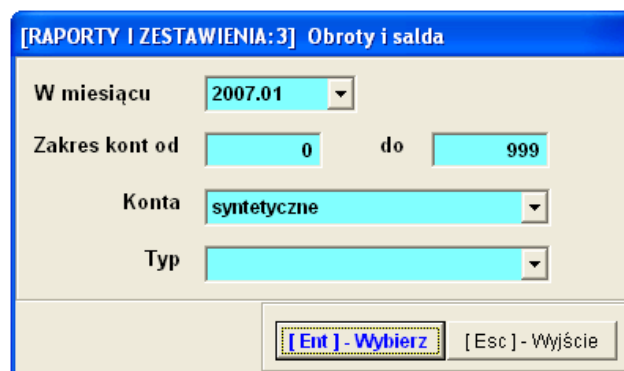 [RAPORTY I ZESTAWIENIA:3] Obroty i salda
W miesiącu 2007.01
Zakres kont od 0 do 999
Konta syntetyczne
Typ
[ Ent ] - Wybierz [ Esc ] - Wyjście